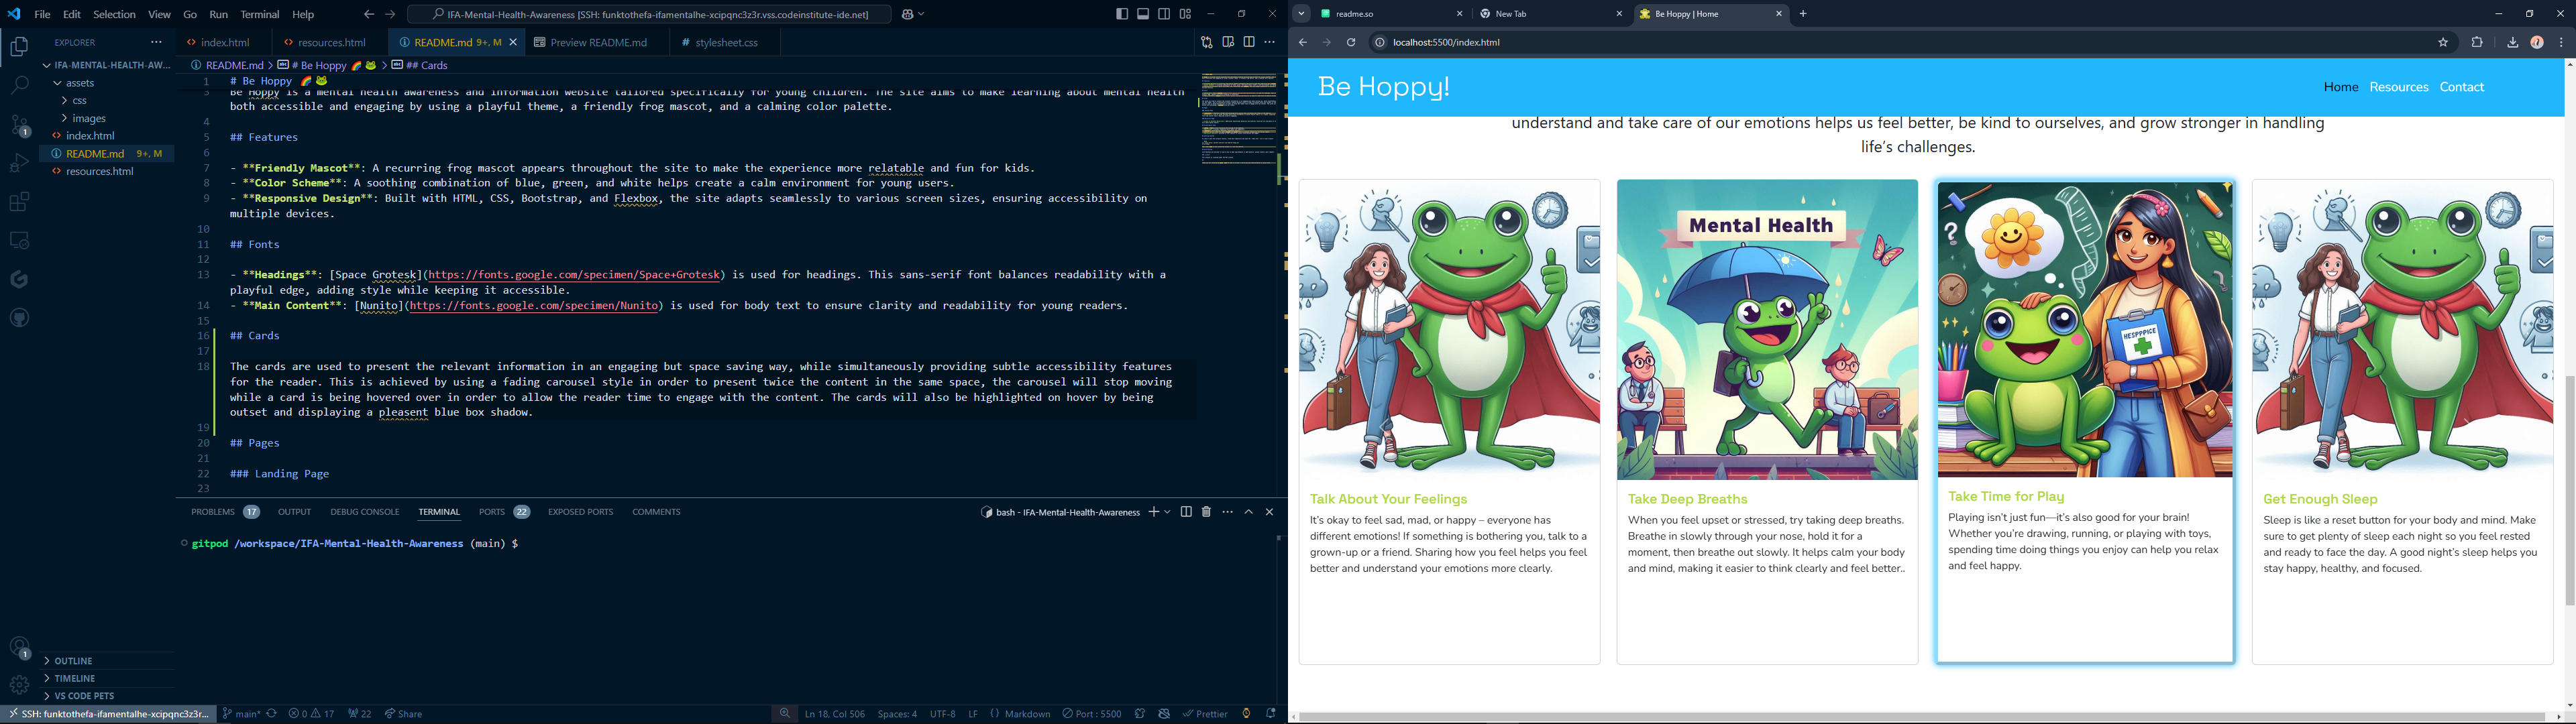 File Edit Selection View Go Run Terminal Help
IFA-Mental-Health-Awareness [SSH: funktothefa-ifamentalhe-xcipqnc3z3r.vss.codeinstitute-ide.net]
EXPLORER
IFA-MENTAL-HEALTH-AW...
assets
css
images
index.html
README.md 9+, M
resources.html
OUTLINE
TIMELINE
VS CODE PETS
index.html
resources.html
README.md 9+, M
Preview README.md
stylesheet.css
README.md > # Be Hoppy 🌈 🐸 > ## Cards
1 # Be Hoppy 🌈 🐸
3 Be Hoppy is a mental health awareness and information website tailored specifically for young children. The site aims to make learning about mental health
both accessible and engaging by using a playful theme, a friendly frog mascot, and a calming color palette.
4
5 ## Features
6
7 - **Friendly Mascot**: A recurring frog mascot appears throughout the site to make the experience more relatable and fun for kids.
8 - **Color Scheme**: A soothing combination of blue, green, and white helps create a calm environment for young users.
9 - **Responsive Design**: Built with HTML, CSS, Bootstrap, and Flexbox, the site adapts seamlessly to various screen sizes, ensuring accessibility on
multiple devices.
10
11 ## Fonts
12
13 - **Headings**: [Space Grotesk](https://fonts.google.com/specimen/Space+Grotesk) is used for headings. This sans-serif font balances readability with a
playful edge, adding style while keeping it accessible.
14 - **Main Content**: [Nunito](https://fonts.google.com/specimen/Nunito) is used for body text to ensure clarity and readability for young readers.
15
16 ## Cards
17
18 The cards are used to present the relevant information in an engaging but space saving way, while simultaneously providing subtle accessibility features
for the reader. This is achieved by using a fading carousel style in order to present twice the content in the same space, the carousel will stop moving
while a card is being hovered over in order to allow the reader time to engage with the content. The cards will also be highlighted on hover by being
outset and displaying a pleasent blue box shadow.
19
20 ## Pages
21
22 ### Landing Page
23
PROBLEMS 17 OUTPUT DEBUG CONSOLE TERMINAL PORTS 22 EXPOSED PORTS COMMENTS
bash - IFA-Mental-Health-Awareness
gitpod /workspace/IFA-Mental-Health-Awareness (main) $
SSH: funktothefa-ifamentalhe-xcipqnc3z3r... main* 0 17 22 Share
Ln 18, Col 506 Spaces: 4 UTF-8 LF Markdown Port : 5500 Prettier
readme.so
New Tab
Be Hoppy | Home
localhost:5500/index.html
Be Hoppy!
Home Resources Contact
understand and take care of our emotions helps us feel better, be kind to ourselves, and grow stronger in handling
life's challenges.
Talk About Your Feelings
It's okay to feel sad, mad, or happy – everyone has
different emotions! If something is bothering you, talk to a
grown-up or a friend. Sharing how you feel helps you feel
better and understand your emotions more clearly.
Mental Health
Take Deep Breaths
When you feel upset or stressed, try taking deep breaths.
Breathe in slowly through your nose, hold it for a
moment, then breathe out slowly. It helps calm your body
and mind, making it easier to think clearly and feel better..
HESPPPICE
Take Time for Play
Playing isn't just fun—it's also good for your brain!
Whether you're drawing, running, or playing with toys,
spending time doing things you enjoy can help you relax
and feel happy.
Get Enough Sleep
Sleep is like a reset button for your body and mind. Make
sure to get plenty of sleep each night so you feel rested
and ready to face the day. A good night's sleep helps you
stay happy, healthy, and focused.